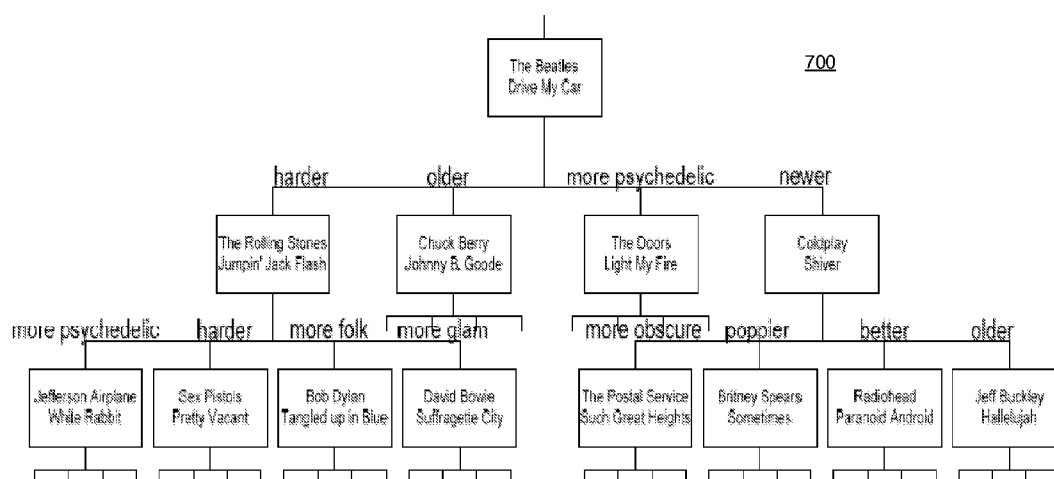 The Beatles
Drive My Car
700
harder older more psychedelic newer
The Rolling Stones
Jumpin' Jack Flash
Chuck Berry
Johnny B. Goode
The Doors
Light My Fire
Coldplay
Shiver
more psychedelic harder more folk more glam more obscure poppier better older
Jefferson Airplane
White Rabbit
Sex Pistols
Pretty Vacant
Bob Dylan
Tangled up in Blue
David Bowie
Suffragette City
The Postal Service
Such Great Heights
Britney Spears
Sometimes
Radiohead
Paranoid Android
Jeff Buckley
Hallelujah